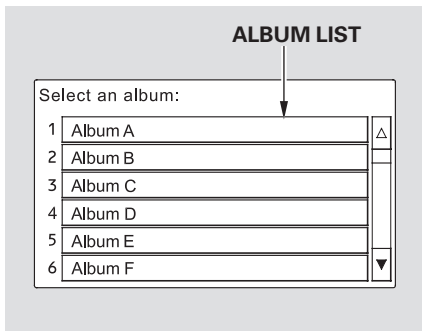 ALBUM LIST
Select an album:
1 Album A
2 Album B
3 Album C
4 Album D
5 Album E
6 Album F